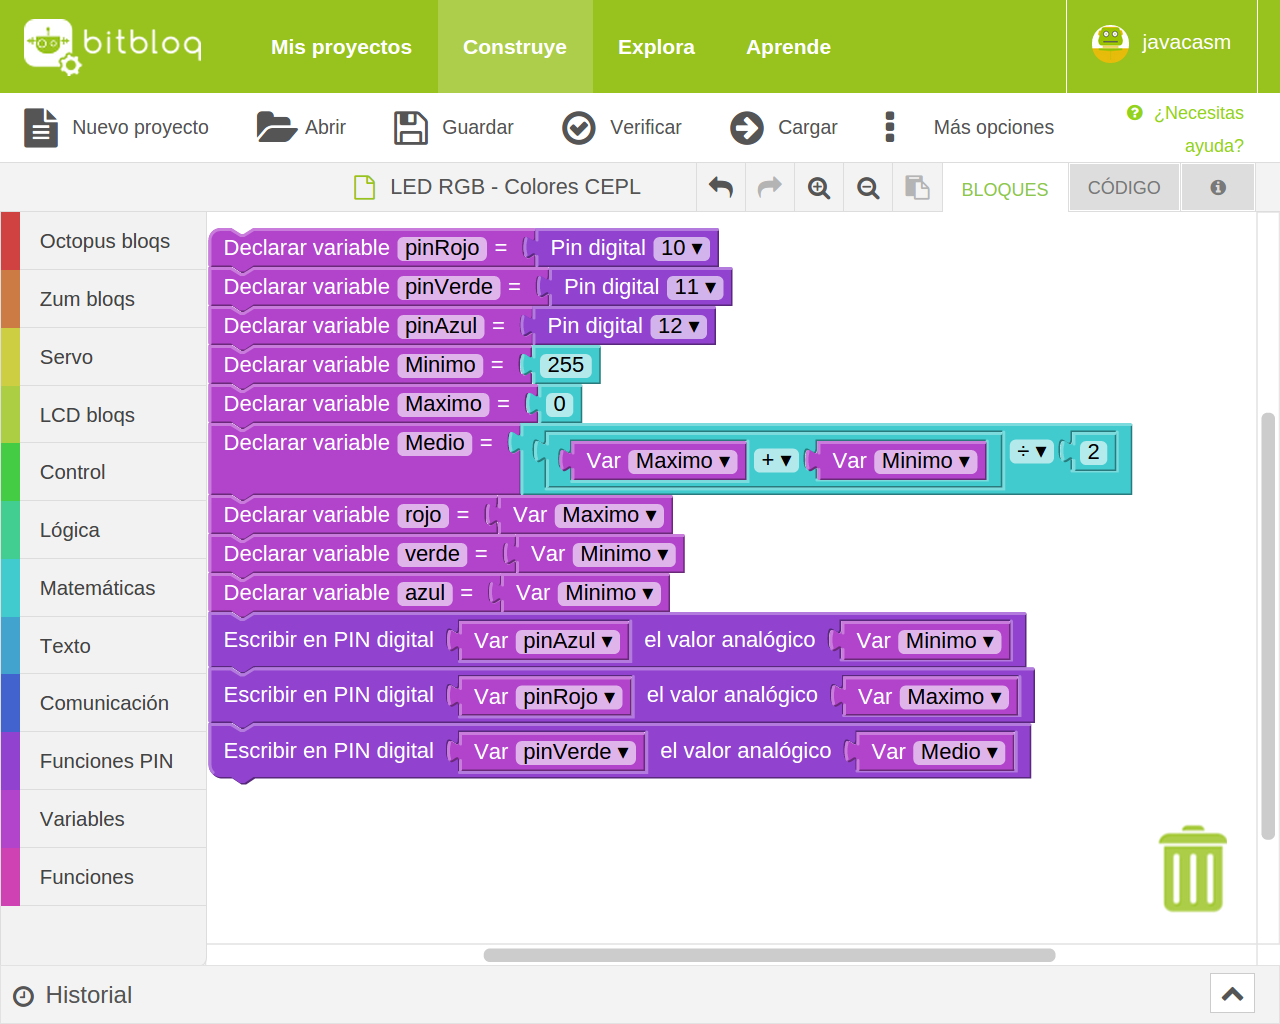 bitbloq Mis proyectos Construye Explora Aprende javacasm
Nuevo proyecto Abrir Guardar Verificar Cargar Más opciones ¿Necesitas
ayuda?
LED RGB - Colores CEPL BLOQUES CÓDIGO
Octopus bloqs
Zum bloqs
Servo
LCD bloqs
Control
Lógica
Matemáticas
Texto
Comunicación
Funciones PIN
Variables
Funciones
Declarar variable pinRojo = Pin digital 10 ▾
Declarar variable pinVerde = Pin digital 11 ▾
Declarar variable pinAzul = Pin digital 12 ▾
Declarar variable Minimo = 255
Declarar variable Maximo = 0
Declarar variable Medio = Var Maximo ▾ + ▾ Var Minimo ▾ ÷ ▾ 2
Declarar variable rojo = Var Maximo ▾
Declarar variable verde = Var Minimo ▾
Declarar variable azul = Var Minimo ▾
Escribir en PIN digital Var pinAzul ▾ el valor analógico Var Minimo ▾
Escribir en PIN digital Var pinRojo ▾ el valor analógico Var Maximo ▾
Escribir en PIN digital Var pinVerde ▾ el valor analógico Var Medio ▾
Historial